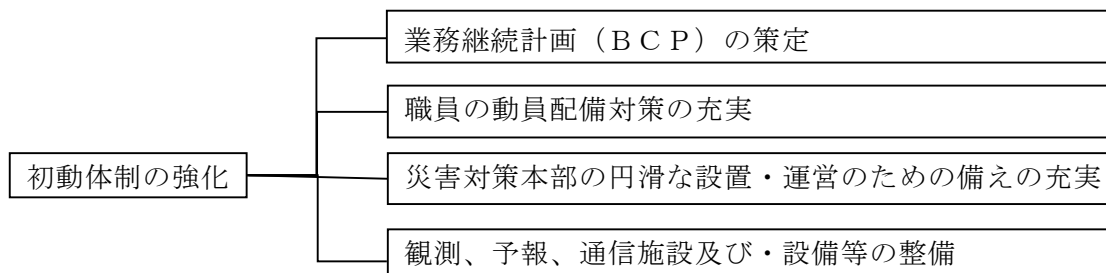 業務継続計画（ＢＣＰ）の策定
職員の動員配備対策の充実
初動体制の強化
災害対策本部の円滑な設置・運営のための備えの充実
観測、予報、通信施設及び・設備等の整備